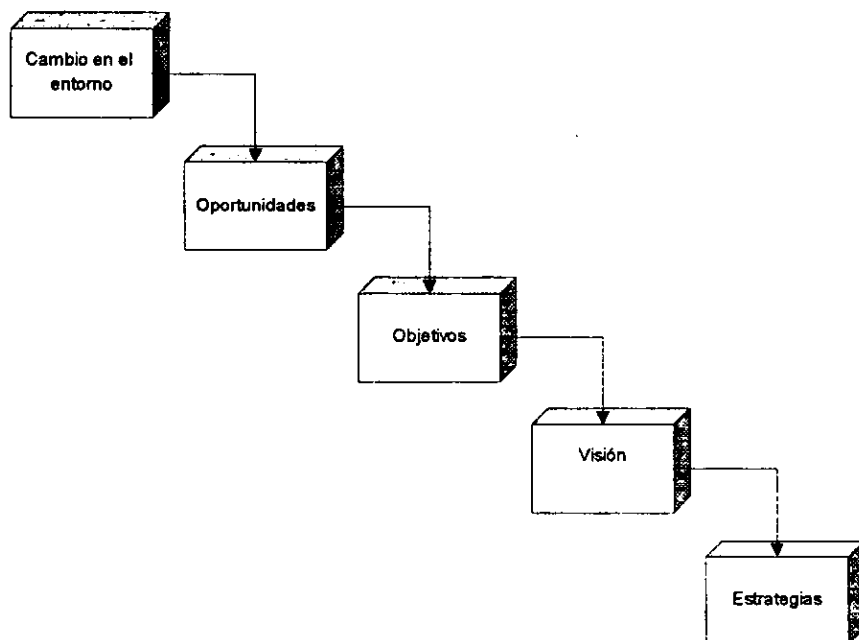 Cambio en el
entorno
Oportunidades
Objetivos
Visión
Estrategias